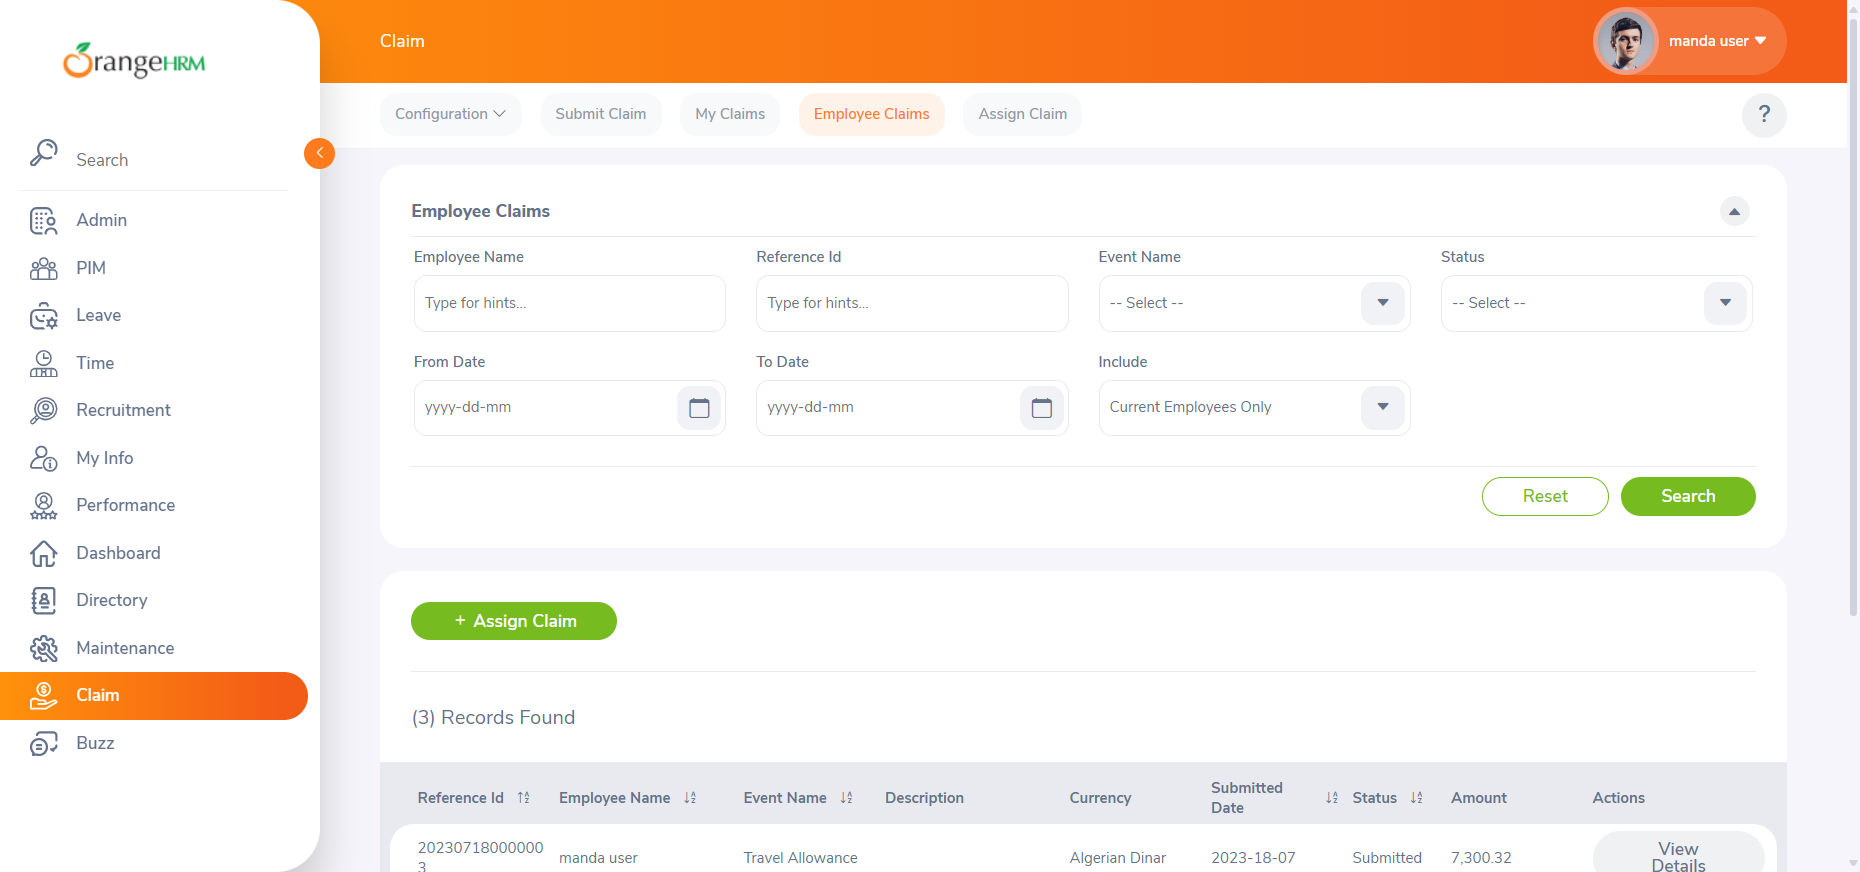 OrangeHRM
Claim
manda user
Configuration
Submit Claim
My Claims
Employee Claims
Assign Claim
?
Search
Admin
PIM
Leave
Time
Recruitment
My Info
Performance
Dashboard
Directory
Maintenance
Claim
Buzz
Employee Claims
Employee Name
Reference Id
Event Name
Status
Type for hints...
Type for hints...
-- Select --
-- Select --
From Date
To Date
Include
yyyy-dd-mm
yyyy-dd-mm
Current Employees Only
Reset
Search
+ Assign Claim
(3) Records Found
Reference Id
Employee Name
Event Name
Description
Currency
Submitted
Date
Status
Amount
Actions
20230718000000
3
manda user
Travel Allowance
Algerian Dinar
2023-18-07
Submitted
7,300.32
View
Details